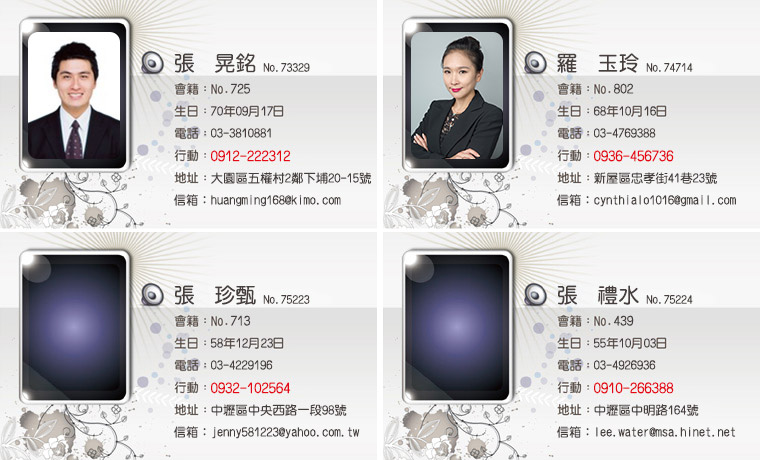 張　晃銘 No.73329
會籍：No.725
生日：70年09月17日
電話：03-3810881
行動：0912-222312
地址：大園區五權村2鄰下埔20-15號
信箱：huangming168@kimo.com
羅　玉玲 No.74714
會籍：No.802
生日：68年10月16日
電話：03-4769388
行動：0936-456736
地址：新屋區忠孝街41巷23號
信箱：cynthialo1016@gmail.com
張　珍甄 No.75223
會籍：No.713
生日：58年12月23日
電話：03-4229196
行動：0932-102564
地址：中壢區中央西路一段98號
信箱：jenny581223@yahoo.com.tw
張　禮水 No.75224
會籍：No.439
生日：55年10月03日
電話：03-4926936
行動：0910-266388
地址：中壢區中明路164號
信箱：lee.water@msa.hinet.net